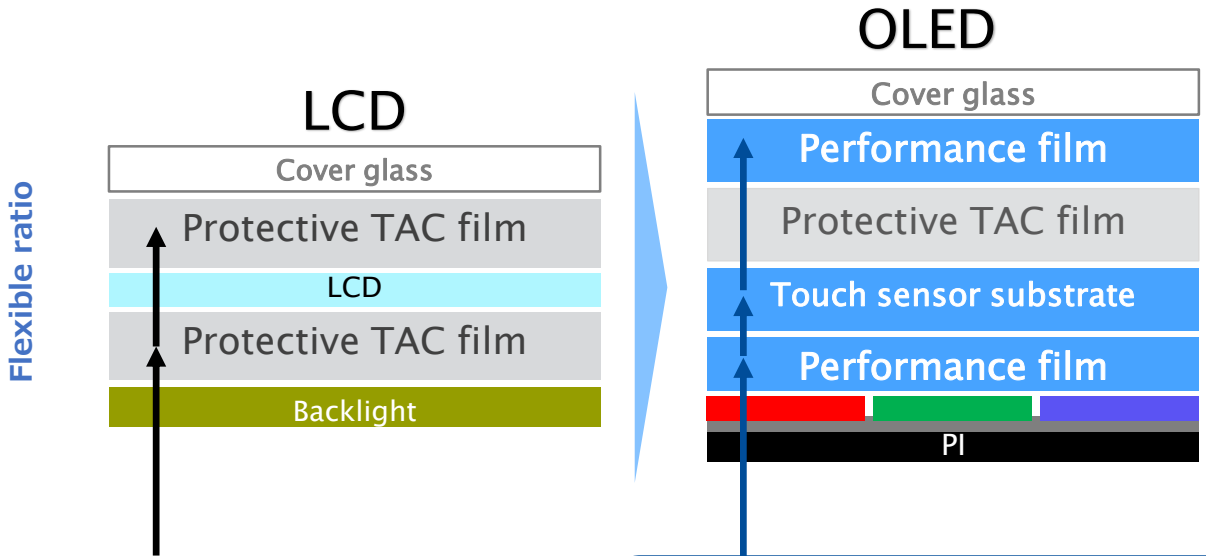 Flexible ratio
LCD
Cover glass
Protective TAC film
LCD
Protective TAC film
Backlight
OLED
Cover glass
Performance film
Protective TAC film
Touch sensor substrate
Performance film
PI